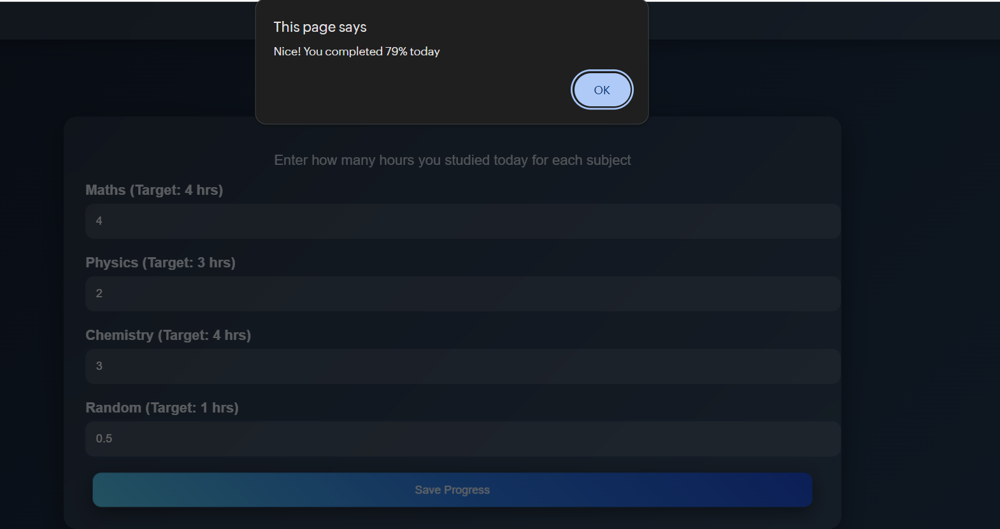 This page says
Nice! You completed 79% today
OK
Enter how many hours you studied today for each subject
Maths (Target: 4 hrs)
4
Physics (Target: 3 hrs)
2
Chemistry (Target: 4 hrs)
3
Random (Target: 1 hrs)
0.5
Save Progress